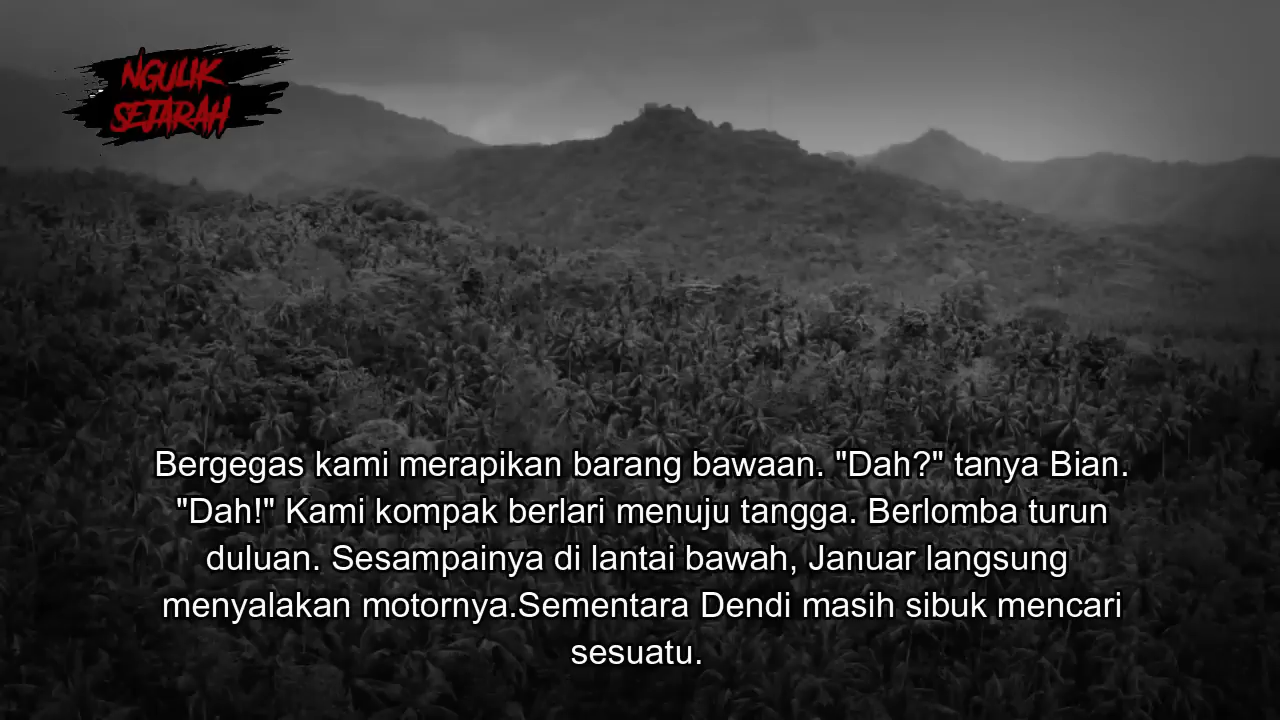 NGULIK
SEJARAH
Bergegas kami merapikan barang bawaan. "Dah?" tanya Bian.
"Dah!" Kami kompak berlari menuju tangga. Berlomba turun
duluan. Sesampainya di lantai bawah, Januar langsung
menyalakan motornya.Sementara Dendi masih sibuk mencari
sesuatu.